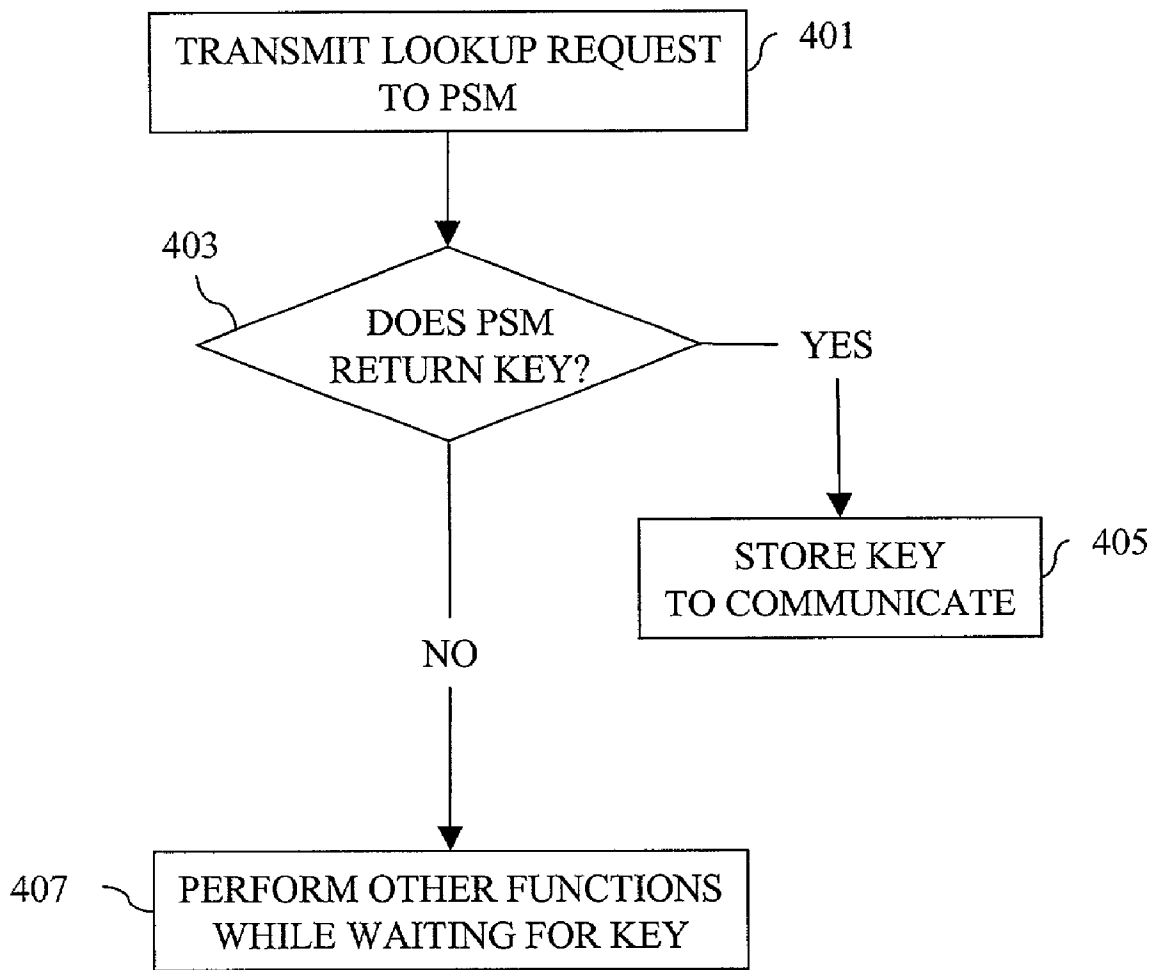 TRANSMIT LOOKUP REQUEST
TO PSM
401
403
DOES PSM
RETURN KEY?
YES
STORE KEY
TO COMMUNICATE
405
NO
407
PERFORM OTHER FUNCTIONS
WHILE WAITING FOR KEY